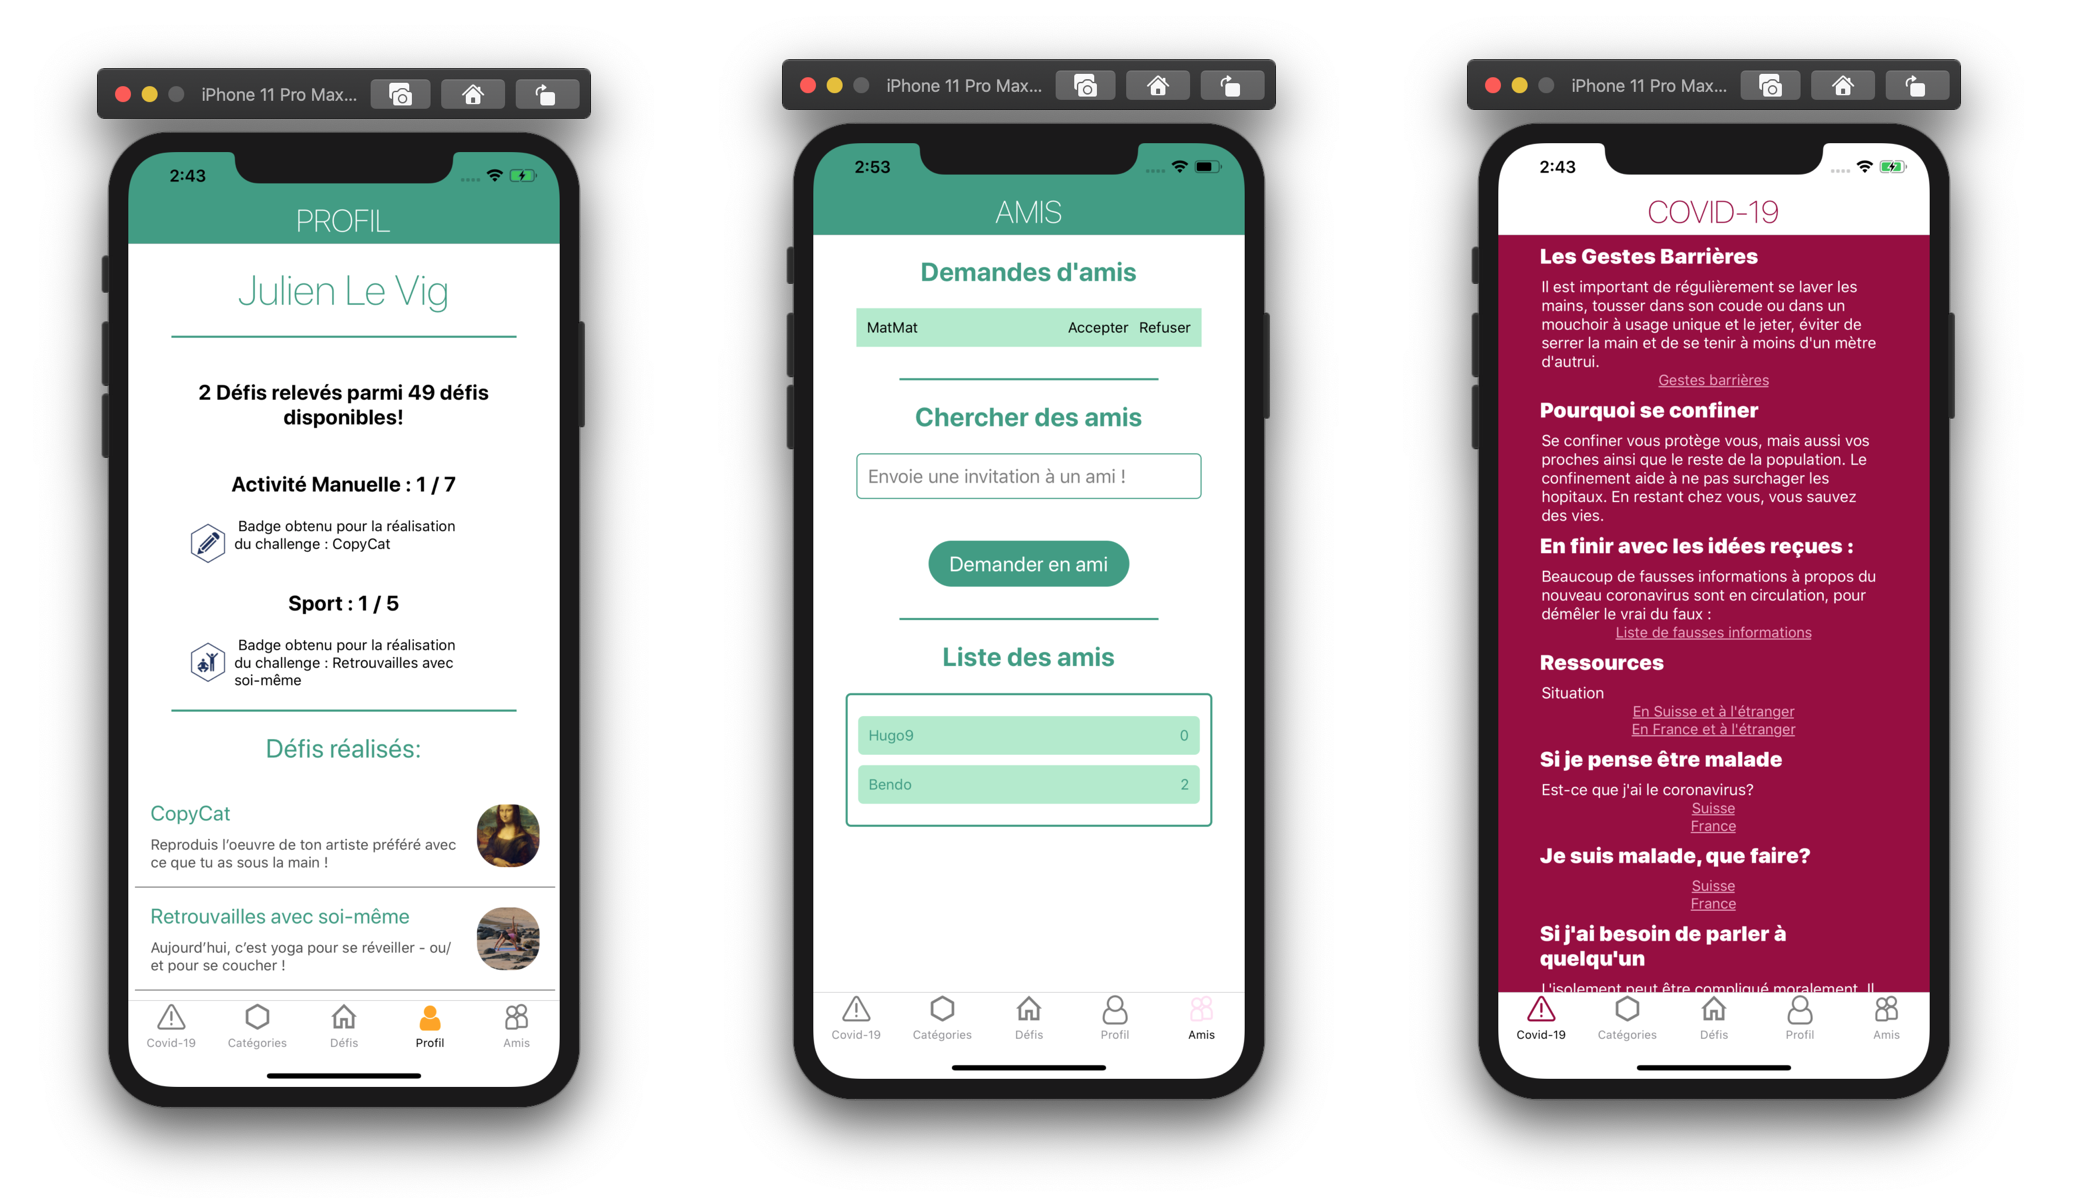 iPhone 11 Pro Max...
2:43
PROFIL
Julien Le Vig
2 Défis relevés parmi 49 défis
disponibles!
Activité Manuelle : 1 / 7
Badge obtenu pour la réalisation
du challenge : CopyCat
Sport : 1 / 5
Badge obtenu pour la réalisation
du challenge : Retrouvailles avec
soi-même
Défis réalisés:
CopyCat
Reproduis l’oeuvre de ton artiste préféré avec
ce que tu as sous la main !
Retrouvailles avec soi-même
Aujourd’hui, c’est yoga pour se réveiller - ou/
et pour se coucher !
Covid-19 Catégories Défis Profil Amis
iPhone 11 Pro Max...
2:53
AMIS
Demandes d'amis
MatMat Accepter Refuser
Chercher des amis
Envoie une invitation à un ami !
Demander en ami
Liste des amis
Hugo9 0
Bendo 2
Covid-19 Catégories Défis Profil Amis
iPhone 11 Pro Max...
2:43
COVID-19
Les Gestes Barrières
Il est important de régulièrement se laver les
mains, tousser dans son coude ou dans un
mouchoir à usage unique et le jeter, éviter de
serrer la main et de se tenir à moins d'un mètre
d'autrui.
Gestes barrières
Pourquoi se confiner
Se confiner vous protège vous, mais aussi vos
proches ainsi que le reste de la population. Le
confinement aide à ne pas surchager les
hopitaux. En restant chez vous, vous sauvez
des vies.
En finir avec les idées reçues :
Beaucoup de fausses informations à propos du
nouveau coronavirus sont en circulation, pour
démêler le vrai du faux :
Liste de fausses informations
Ressources
Situation
En Suisse et à l'étranger
En France et à l'étranger
Si je pense être malade
Est-ce que j'ai le coronavirus?
Suisse
France
Je suis malade, que faire?
Suisse
France
Si j'ai besoin de parler à
quelqu'un
L'isolement peut être compliqué moralement. Il
Covid-19 Catégories Défis Profil Amis